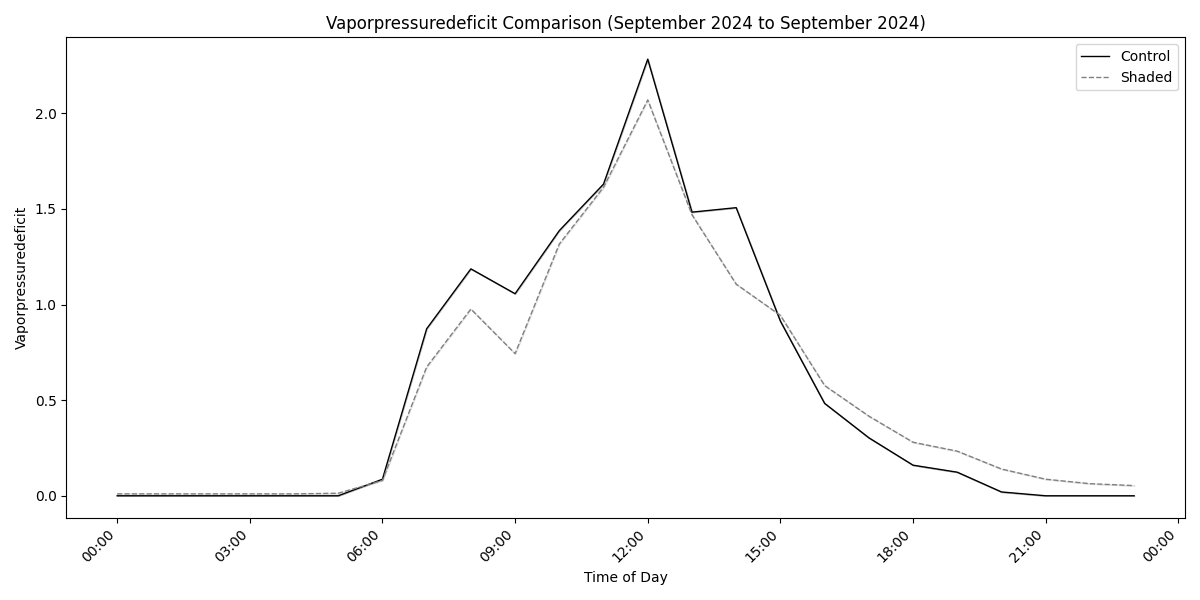 Vaporpressuredeficit Comparison (September 2024 to September 2024)
Control
Shaded
Vaporpressuredeficit
2.0
1.5
1.0
0.5
0.0
00:00
03:00
06:00
09:00
12:00
15:00
18:00
21:00
00:00
Time of Day